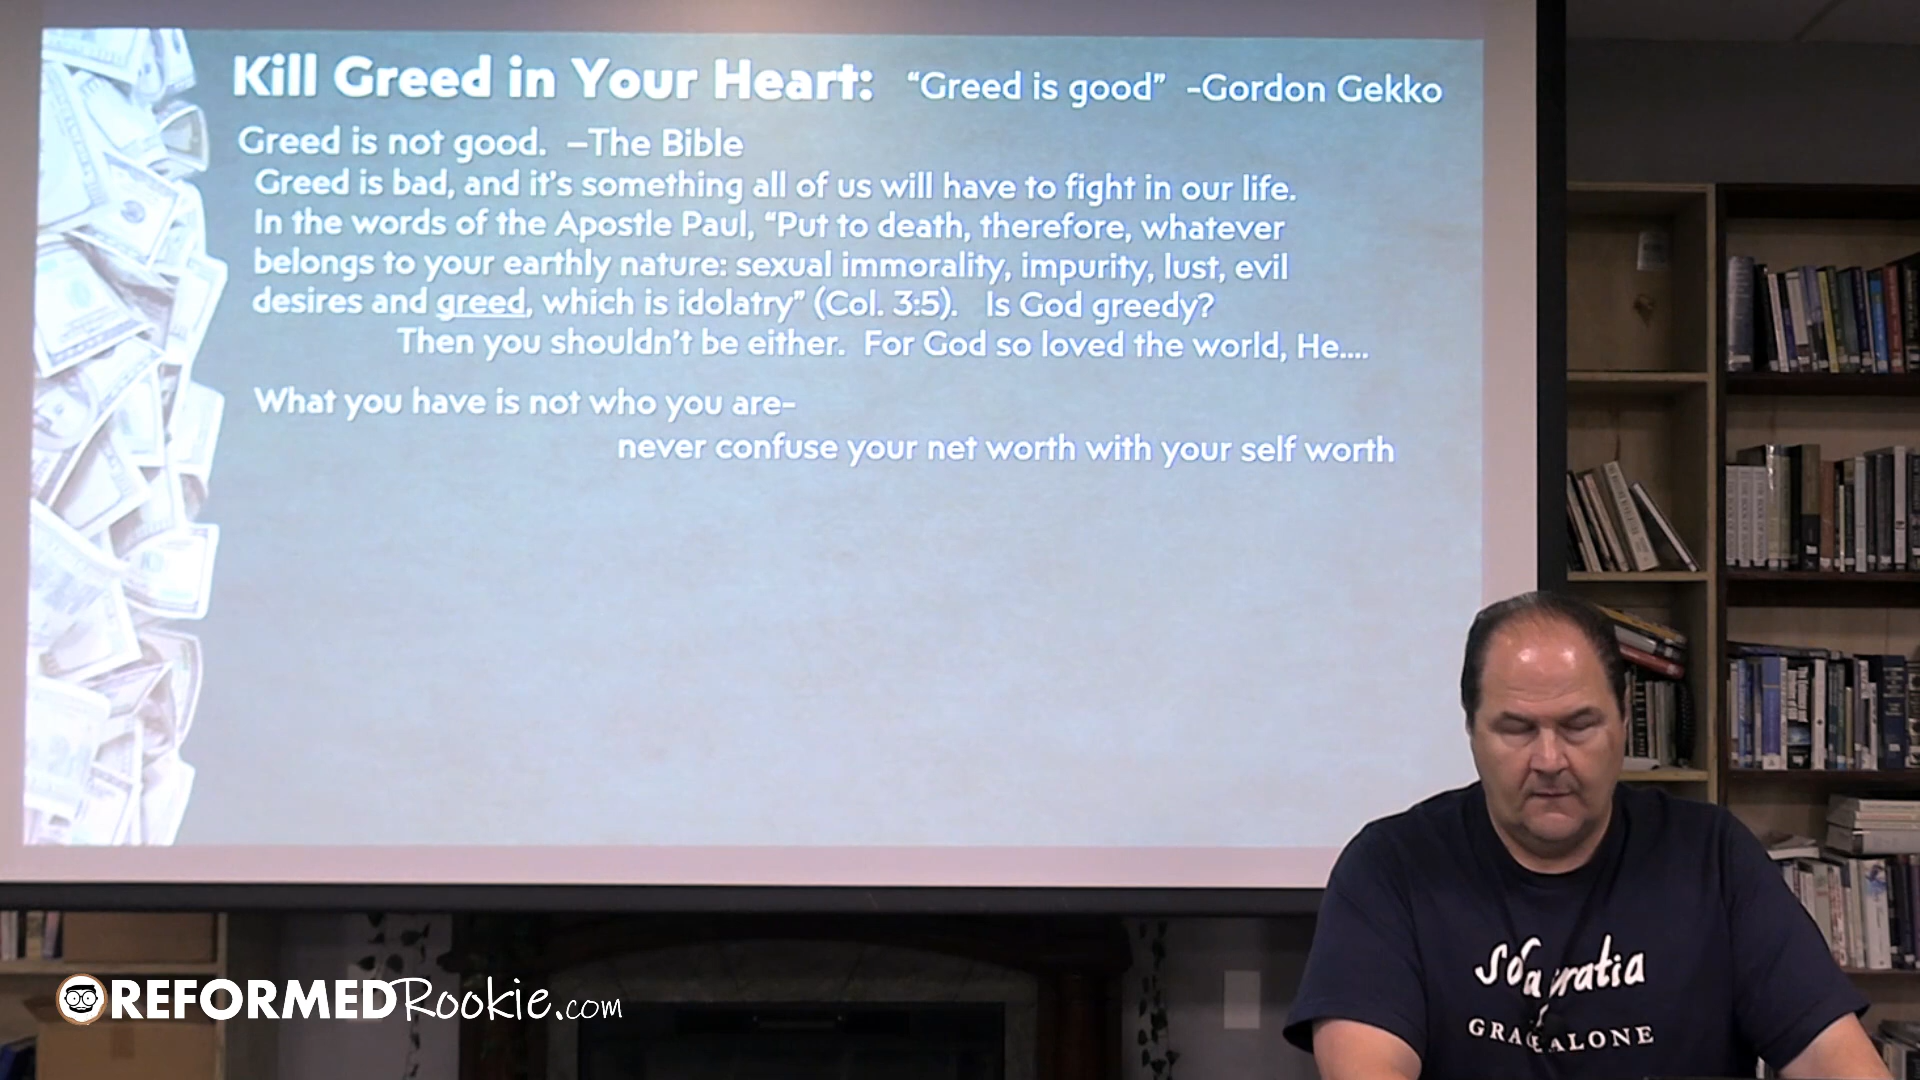 Kill Greed in Your Heart: “Greed is good” -Gordon Gekko
Greed is not good. –The Bible
Greed is bad, and it's something all of us will have to fight in our life.
In the words of the Apostle Paul, “Put to death, therefore, whatever
belongs to your earthly nature: sexual immorality, impurity, lust, evil
desires and greed, which is idolatry” (Col. 3:5). Is God greedy?
Then you shouldn't be either. For God so loved the world, He....
What you have is not who you are-
never confuse your net worth with your self worth
GRACE ALONE
REFORMEDRookie.com